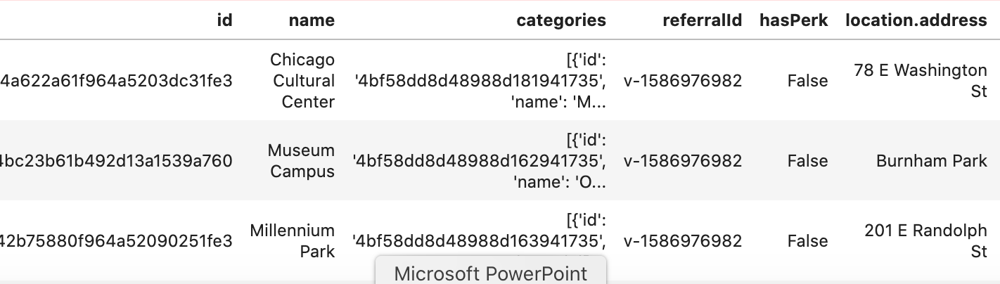 id name categories referralId hasPerk location.address
Chicago [{'id':
78 E Washington
4a622a61f964a5203dc31fe3 Cultural '4bf58dd8d48988d181941735', v-1586976982 False
St
Center 'name': 'M...
[{'id':
Museum
4bc23b61b492d13a1539a760 '4bf58dd8d48988d162941735', v-1586976982 False Burnham Park
Campus
'name': 'O...
[{'id':
Millennium 201 E Randolph
42b75880f964a52090251fe3 '4bf58dd8d48988d163941735', v-1586976982 False
Park St
Microsoft PowerPoint